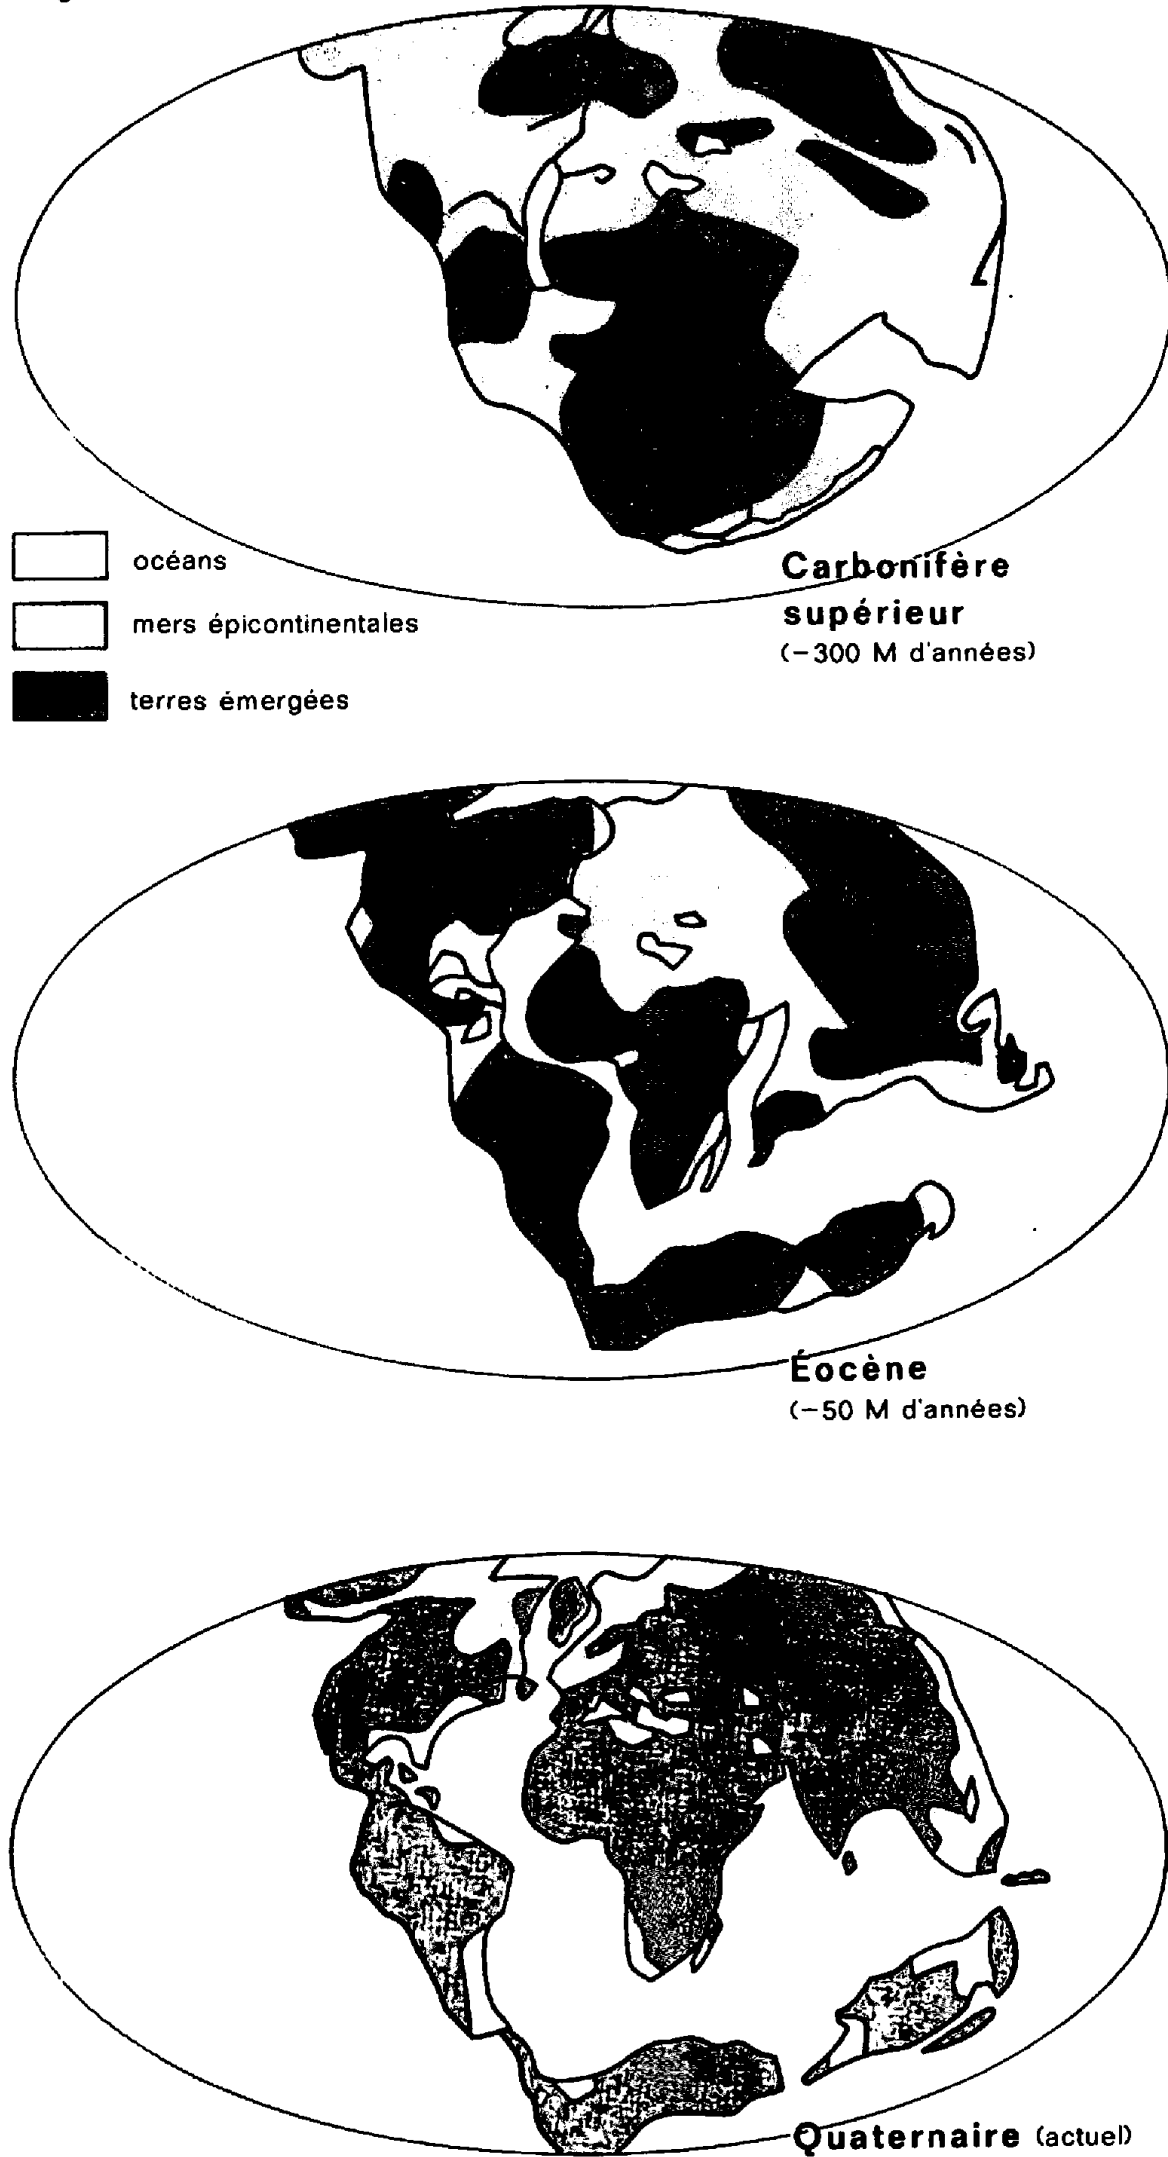 océans
mers épicontinentales
terres émergées
Carbonifère
supérieur
(−300 M d'années)
Éocène
(−50 M d'années)
Quaternaire (actuel)